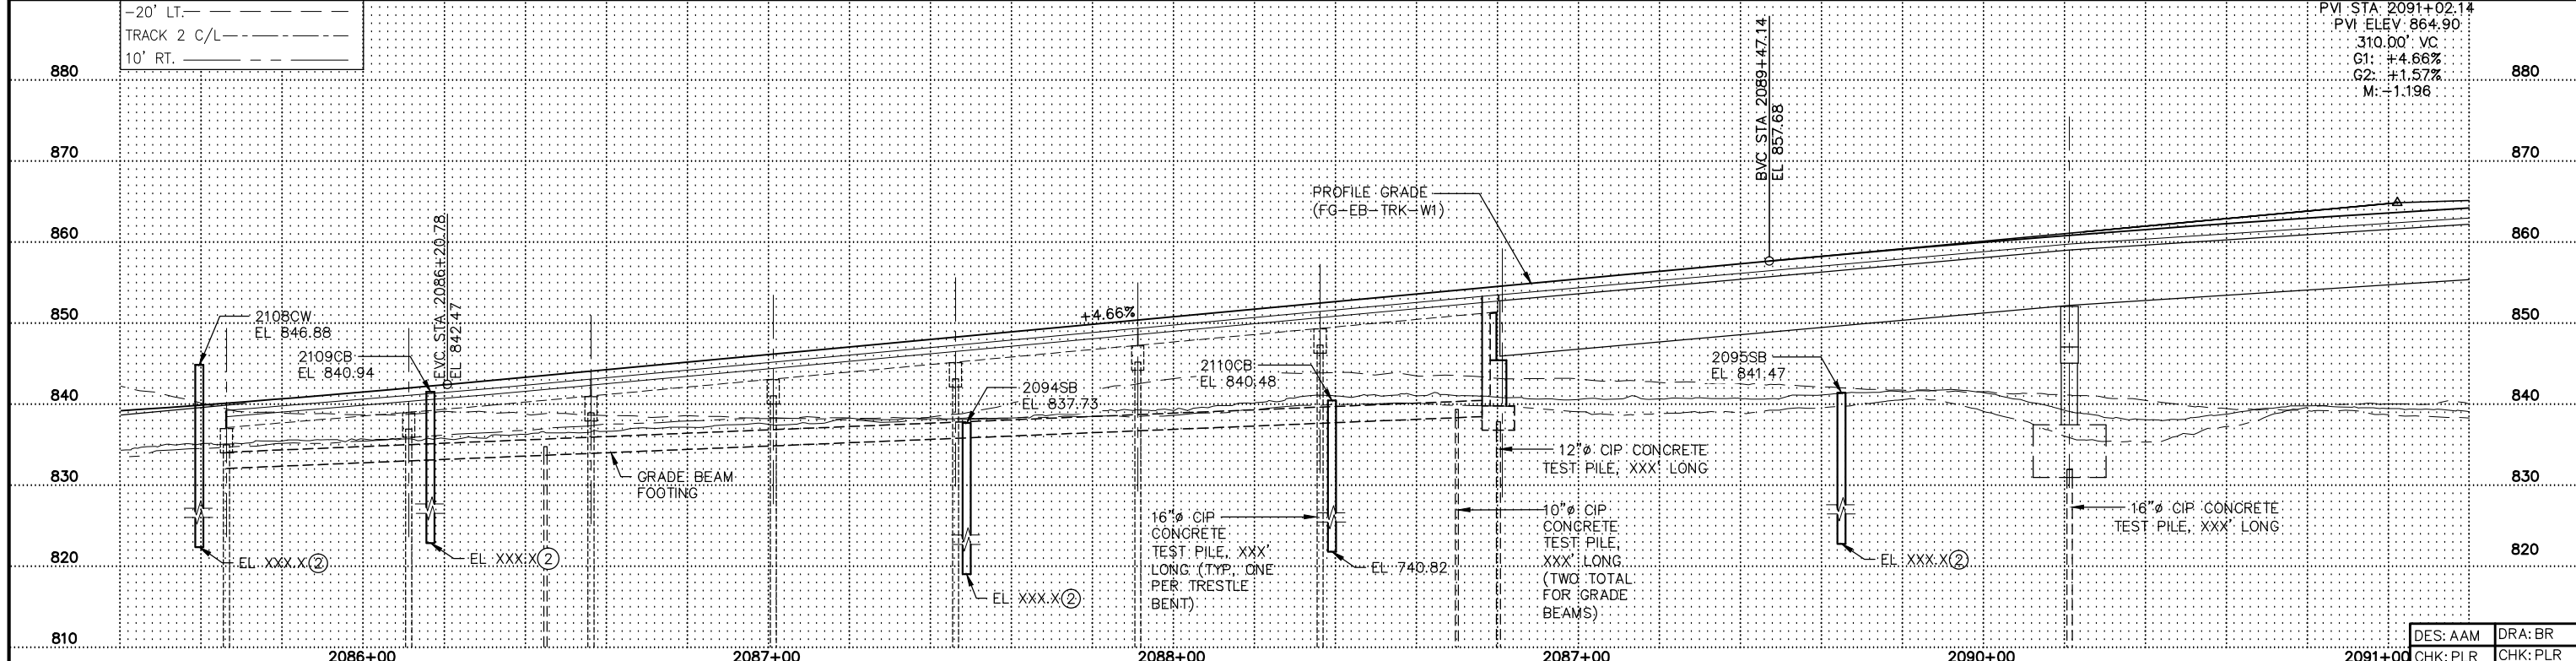 -20' LT.
TRACK 2 C/L
10' RT.
PVI STA 2091+02.14
PVI ELEV 864.90
310.00' VC
G1: +4.66%
G2: +1.57%
M:-1.196
880
880
870
870
860
860
850
850
840
840
830
830
820
820
810
BVC STA 2089+47.14
EL 857.68
PROFILE GRADE
(FG-EB-TRK-W1)
EVC STA 2086+20.78
EL 842.47
+4.66%
2108CW
EL 846.88
2109CB
EL 840.94
2094SB
EL 837.73
2110CB
EL 840.48
2095SB
EL 841.47
GRADE BEAM
FOOTING
12"ø CIP CONCRETE
TEST PILE, XXX' LONG
16"ø CIP
CONCRETE
TEST PILE, XXX'
LONG (TYP, ONE
PER TRESTLE
BENT)
10"ø CIP
CONCRETE
TEST PILE,
XXX' LONG
(TWO TOTAL
FOR GRADE
BEAMS)
16"ø CIP CONCRETE
TEST PILE, XXX' LONG
EL XXX.X 2
EL XXX.X 2
EL XXX.X 2
EL 740.82
EL XXX.X 2
2086+00
2087+00
2088+00
2087+00
2090+00
2091+00
DES: AAM
DRA: BR
CHK: PLR
CHK: PLR